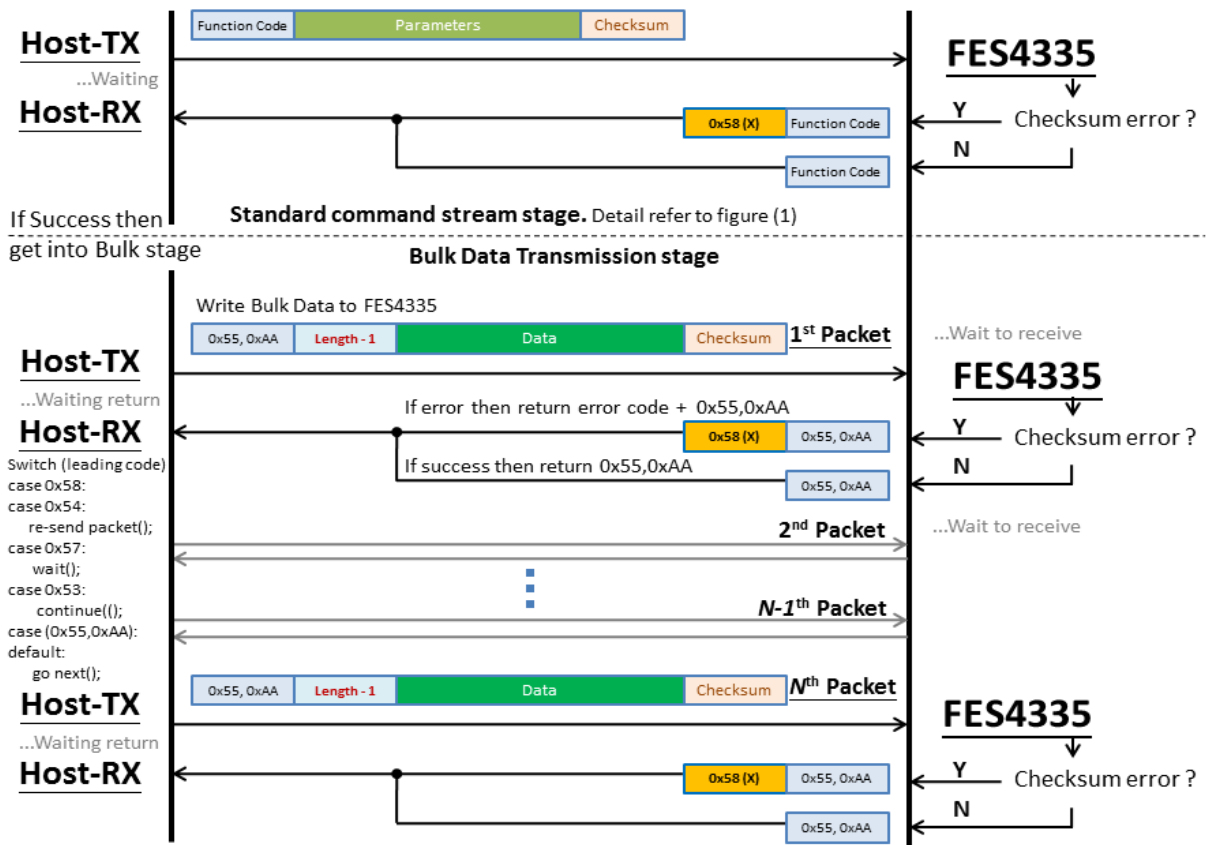 Function Code Parameters Checksum
Host-TX
FES4335
...Waiting
Host-RX
0x58 (X) Function Code
Y
Checksum error ?
N
Function Code
If Success then
Standard command stream stage. Detail refer to figure (1)
get into Bulk stage
Bulk Data Transmission stage
Write Bulk Data to FES4335
0x55, 0xAA Length - 1 Data Checksum 1st Packet
...Wait to receive
Host-TX
FES4335
...Waiting return
If error then return error code + 0x55,0xAA
Host-RX
0x58 (X) 0x55, 0xAA
Y
Checksum error ?
Switch (leading code)
If success then return 0x55,0xAA
N
0x55, 0xAA
case 0x58:
case 0x54:
re-send packet();
2nd Packet
...Wait to receive
case 0x57:
wait();
case 0x53:
continue(();
N-1th Packet
case (0x55,0xAA):
default:
go next();
0x55, 0xAA Length - 1 Data Checksum Nth Packet
Host-TX
FES4335
...Waiting return
Host-RX
0x58 (X) 0x55, 0xAA
Y
Checksum error ?
N
0x55, 0xAA